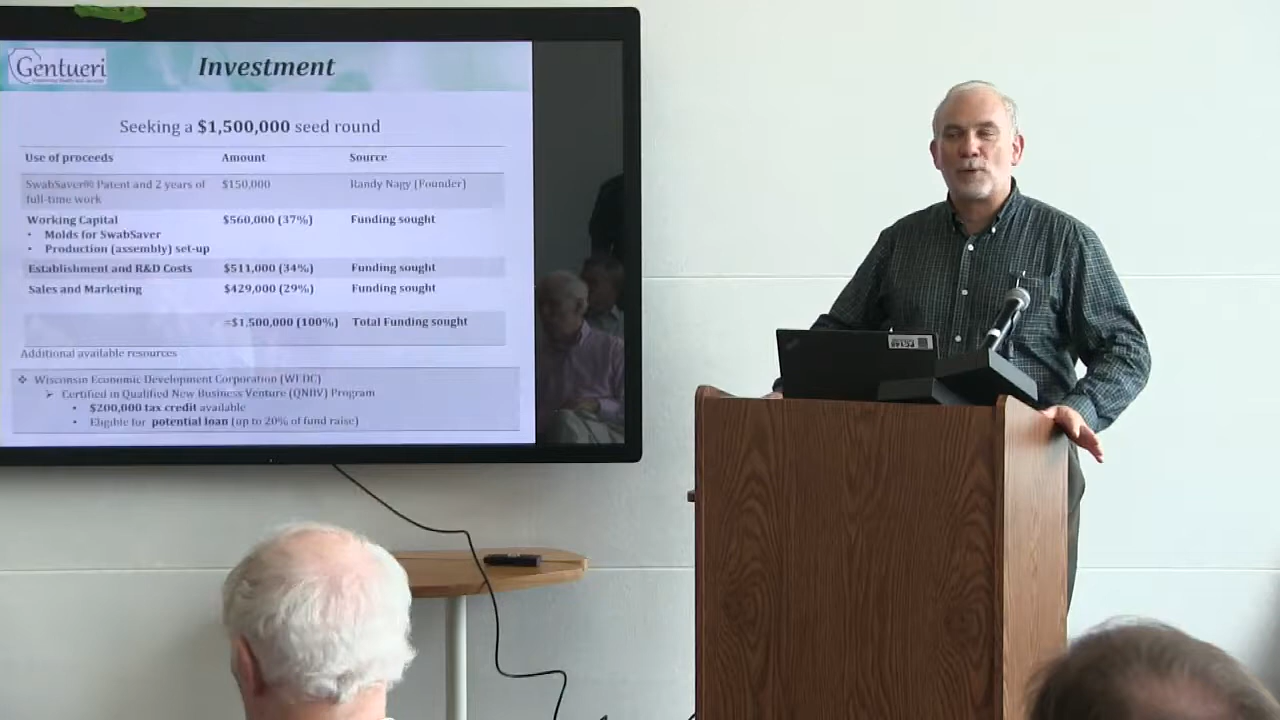 Gentueri
Investment
Seeking a $1,500,000 seed round
Use of proceeds Amount Source
SwabSaver® Patent and 2 years of full-time work $150,000 Randy Nagy (Founder)
Working Capital $560,000 (37%) Funding sought
• Molds for SwabSaver
• Production (assembly) set-up
Establishment and R&D Costs $511,000 (34%) Funding sought
Sales and Marketing $429,000 (29%) Funding sought
=$1,500,000 (100%) Total Funding sought
Additional available resources
❖ Wisconsin Economic Development Corporation (WEDC)
➢ Certified in Qualified New Business Venture (QNBV) Program
• $200,000 tax credit available
• Eligible for potential loan (up to 20% of fund raise)